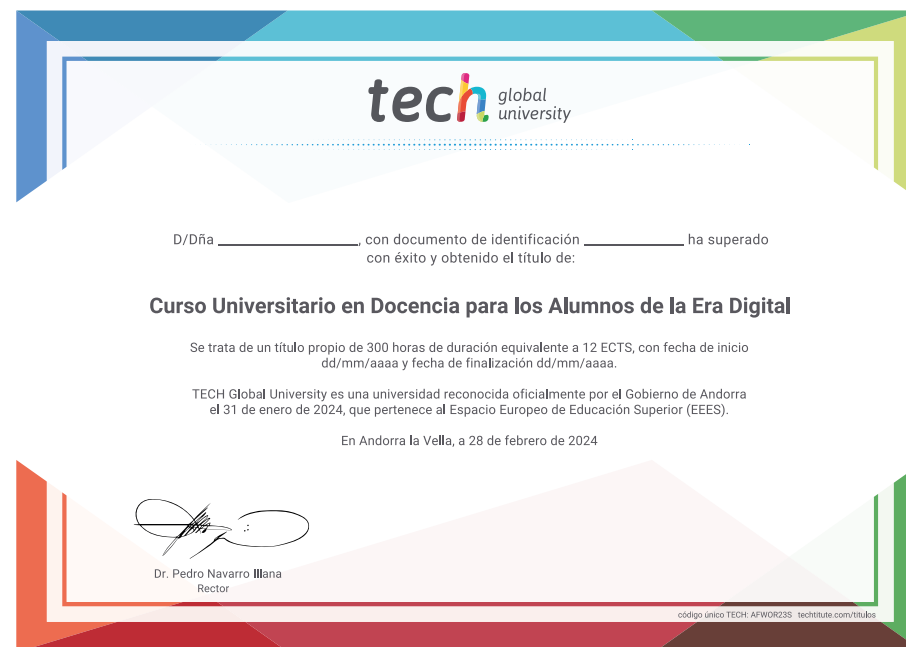 tech global university
D/Dña ________________, con documento de identificación ____________ ha superado
con éxito y obtenido el título de:
Curso Universitario en Docencia para los Alumnos de la Era Digital
Se trata de un título propio de 300 horas de duración equivalente a 12 ECTS, con fecha de inicio
dd/mm/aaaa y fecha de finalización dd/mm/aaaa.
TECH Global University es una universidad reconocida oficialmente por el Gobierno de Andorra
el 31 de enero de 2024, que pertenece al Espacio Europeo de Educación Superior (EEES).
En Andorra la Vella, a 28 de febrero de 2024
Dr. Pedro Navarro Illana
Rector
código único TECH: AFWOR23S techtitute.com/titulos